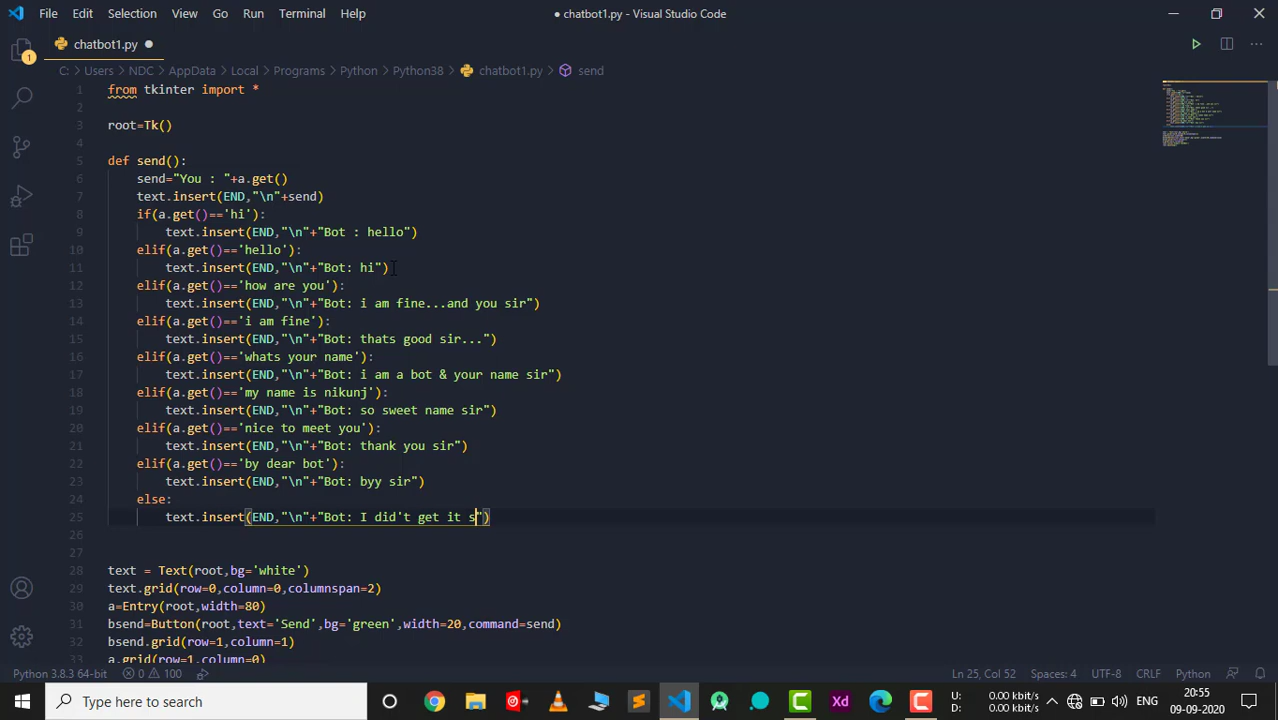 File Edit Selection View Go Run Terminal Help ● chatbot1.py - Visual Studio Code
chatbot1.py
C: > Users > NDC > AppData > Local > Programs > Python > Python38 > chatbot1.py > send
1 from tkinter import *
2
3 root=Tk()
4
5 def send():
6 send="You : "+a.get()
7 text.insert(END,"\n"+send)
8 if(a.get()=='hi'):
9 text.insert(END,"\n"+"Bot : hello")
10 elif(a.get()=='hello'):
11 text.insert(END,"\n"+"Bot: hi")
12 elif(a.get()=='how are you'):
13 text.insert(END,"\n"+"Bot: i am fine...and you sir")
14 elif(a.get()=='i am fine'):
15 text.insert(END,"\n"+"Bot: thats good sir...")
16 elif(a.get()=='whats your name'):
17 text.insert(END,"\n"+"Bot: i am a bot & your name sir")
18 elif(a.get()=='my name is nikunj'):
19 text.insert(END,"\n"+"Bot: so sweet name sir")
20 elif(a.get()=='nice to meet you'):
21 text.insert(END,"\n"+"Bot: thank you sir")
22 elif(a.get()=='by dear bot'):
23 text.insert(END,"\n"+"Bot: byy sir")
24 else:
25 text.insert(END,"\n"+"Bot: I did't get it s")
26
27
28 text = Text(root,bg='white')
29 text.grid(row=0,column=0,columnspan=2)
30 a=Entry(root,width=80)
31 bsend=Button(root,text='Send',bg='green',width=20,command=send)
32 bsend.grid(row=1,column=1)
33 a.grid(row=1,column=0)
Python 3.8.3 64-bit 0 100 Ln 25, Col 52 Spaces: 4 UTF-8 CRLF Python
Type here to search Xd U: 0.00 kbit/s ENG 20:55
D: 0.00 kbit/s 09-09-2020
1